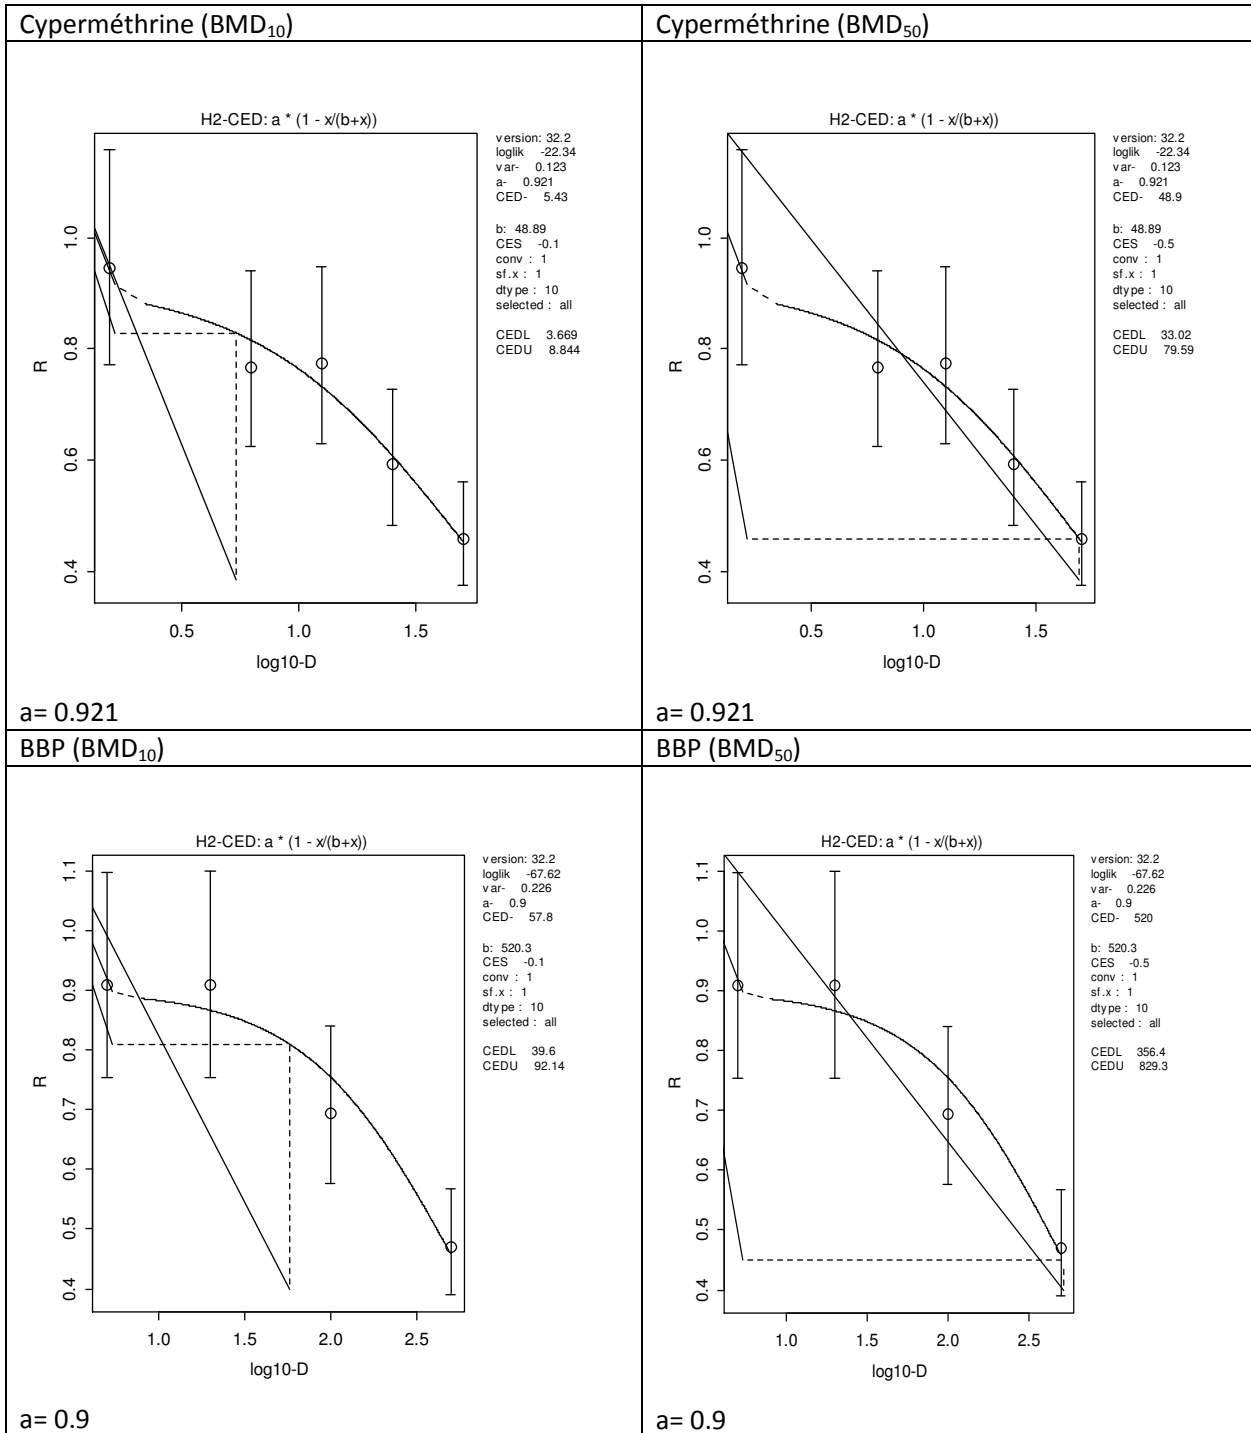 Cyperméthrine (BMD10)
H2-CED: a * (1 - x/(b+x))
version: 32.2
loglik -22.34
var- 0.123
a- 0.921
CED- 5.43
b: 48.89
CES -0.1
conv : 1
sf.x : 1
dtype : 10
selected : all
CEDL 3.669
CEDU 8.844
1.0
0.8
0.6
0.4
R
0.5 1.0 1.5
log10-D
a= 0.921
Cyperméthrine (BMD50)
H2-CED: a * (1 - x/(b+x))
version: 32.2
loglik -22.34
var- 0.123
a- 0.921
CED- 48.9
b: 48.89
CES -0.5
conv : 1
sf.x : 1
dtype : 10
selected : all
CEDL 33.02
CEDU 79.59
1.0
0.8
0.6
0.4
R
0.5 1.0 1.5
log10-D
a= 0.921
BBP (BMD10)
H2-CED: a * (1 - x/(b+x))
version: 32.2
loglik -67.62
var- 0.226
a- 0.9
CED- 57.8
b: 520.3
CES -0.1
conv : 1
sf.x : 1
dtype : 10
selected : all
CEDL 39.6
CEDU 92.14
1.1
1.0
0.9
0.8
0.7
0.6
0.5
0.4
R
1.0 1.5 2.0 2.5
log10-D
a= 0.9
BBP (BMD50)
H2-CED: a * (1 - x/(b+x))
version: 32.2
loglik -67.62
var- 0.226
a- 0.9
CED- 520
b: 520.3
CES -0.5
conv : 1
sf.x : 1
dtype : 10
selected : all
CEDL 356.4
CEDU 829.3
1.1
1.0
0.9
0.8
0.7
0.6
0.5
0.4
R
1.0 1.5 2.0 2.5
log10-D
a= 0.9